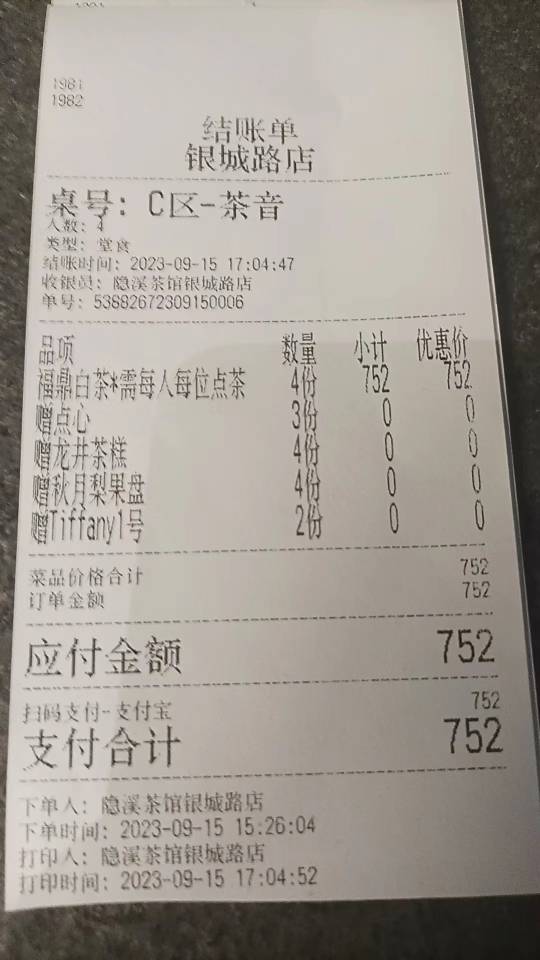 1981
1982
结账单
银城路店
桌号: C区-茶音
人数: 4
类型: 堂食
结账时间: 2023-09-15 17:04:47
收银员: 隐溪茶馆银城路店
单号: 53882672309150006
品项 数量 小计 优惠价
福鼎白茶*需每人每位点茶 4份 752 752
赠点心 3份 0 0
赠龙井茶糕 4份 0 0
赠秋月梨果盘 4份 0 0
赠Tiffany1号 2份 0 0
菜品价格合计 752
订单金额 752
应付金额 752
扫码支付-支付宝 752
支付合计 752
下单人: 隐溪茶馆银城路店
下单时间: 2023-09-15 15:26:04
打印人: 隐溪茶馆银城路店
打印时间: 2023-09-15 17:04:52